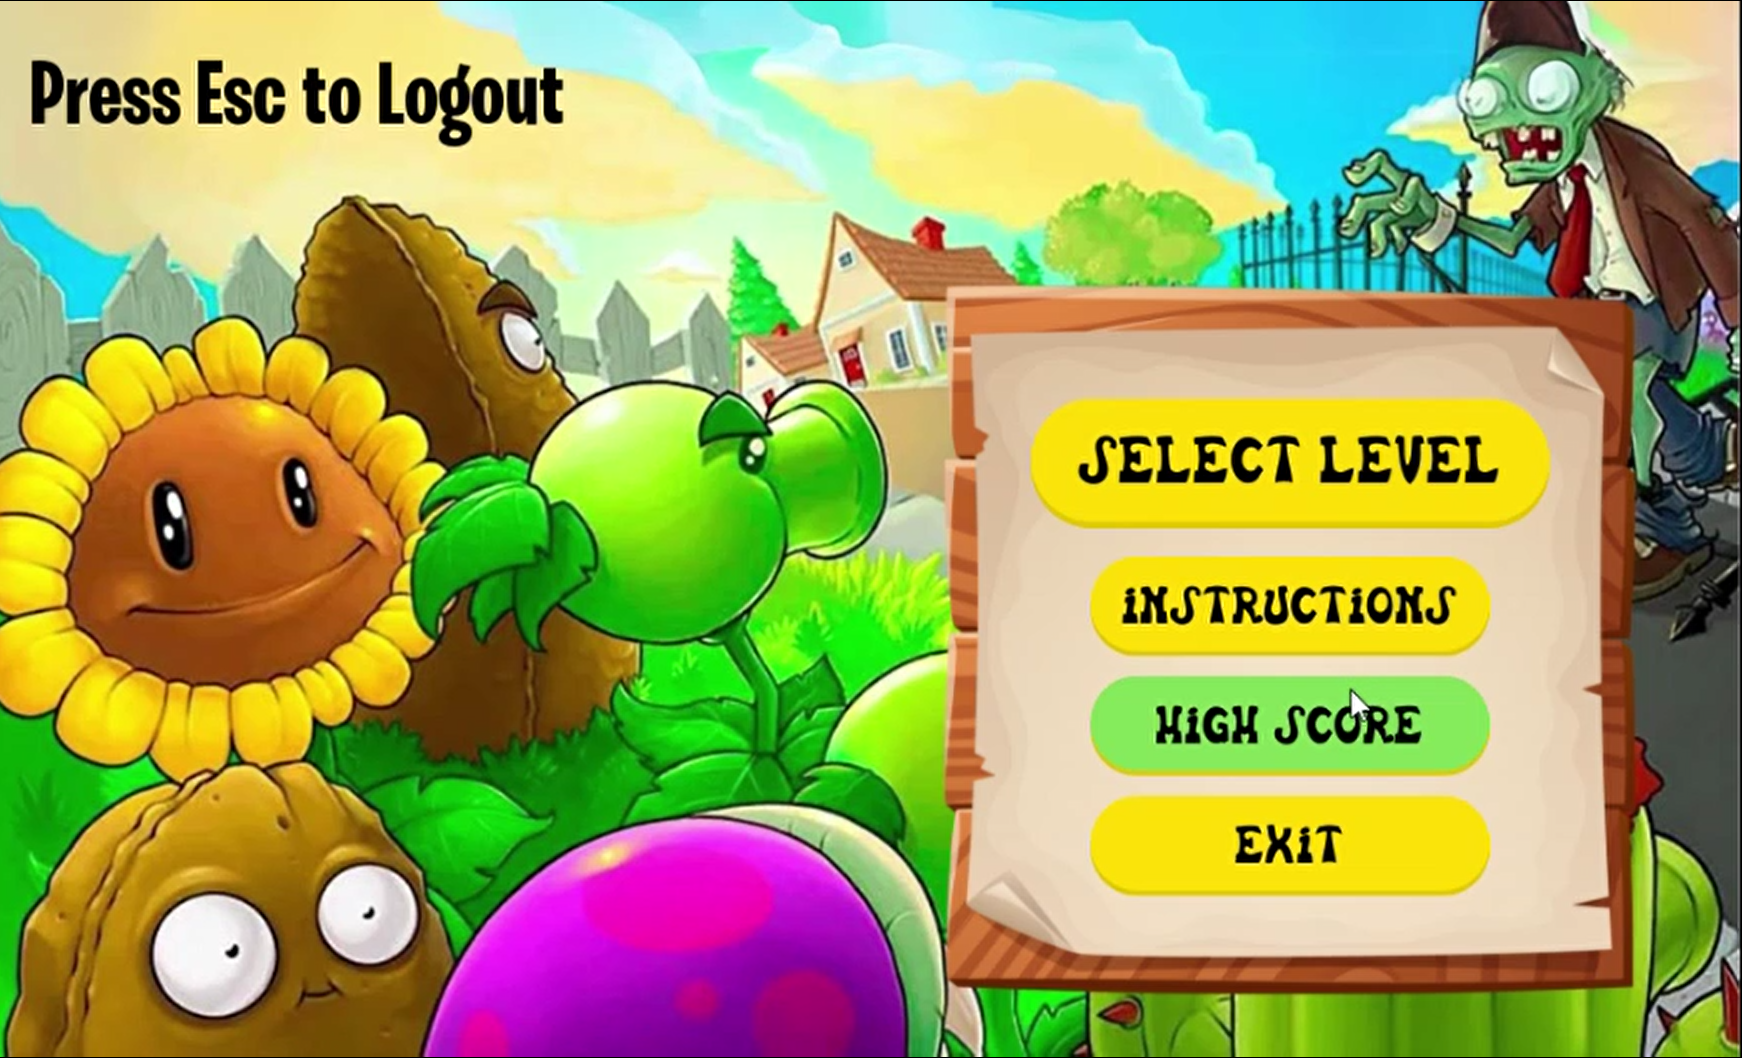 Press Esc to Logout
SELECT LEVEL
iNSTRUCTiONS
HiGH SCORE
EXiT